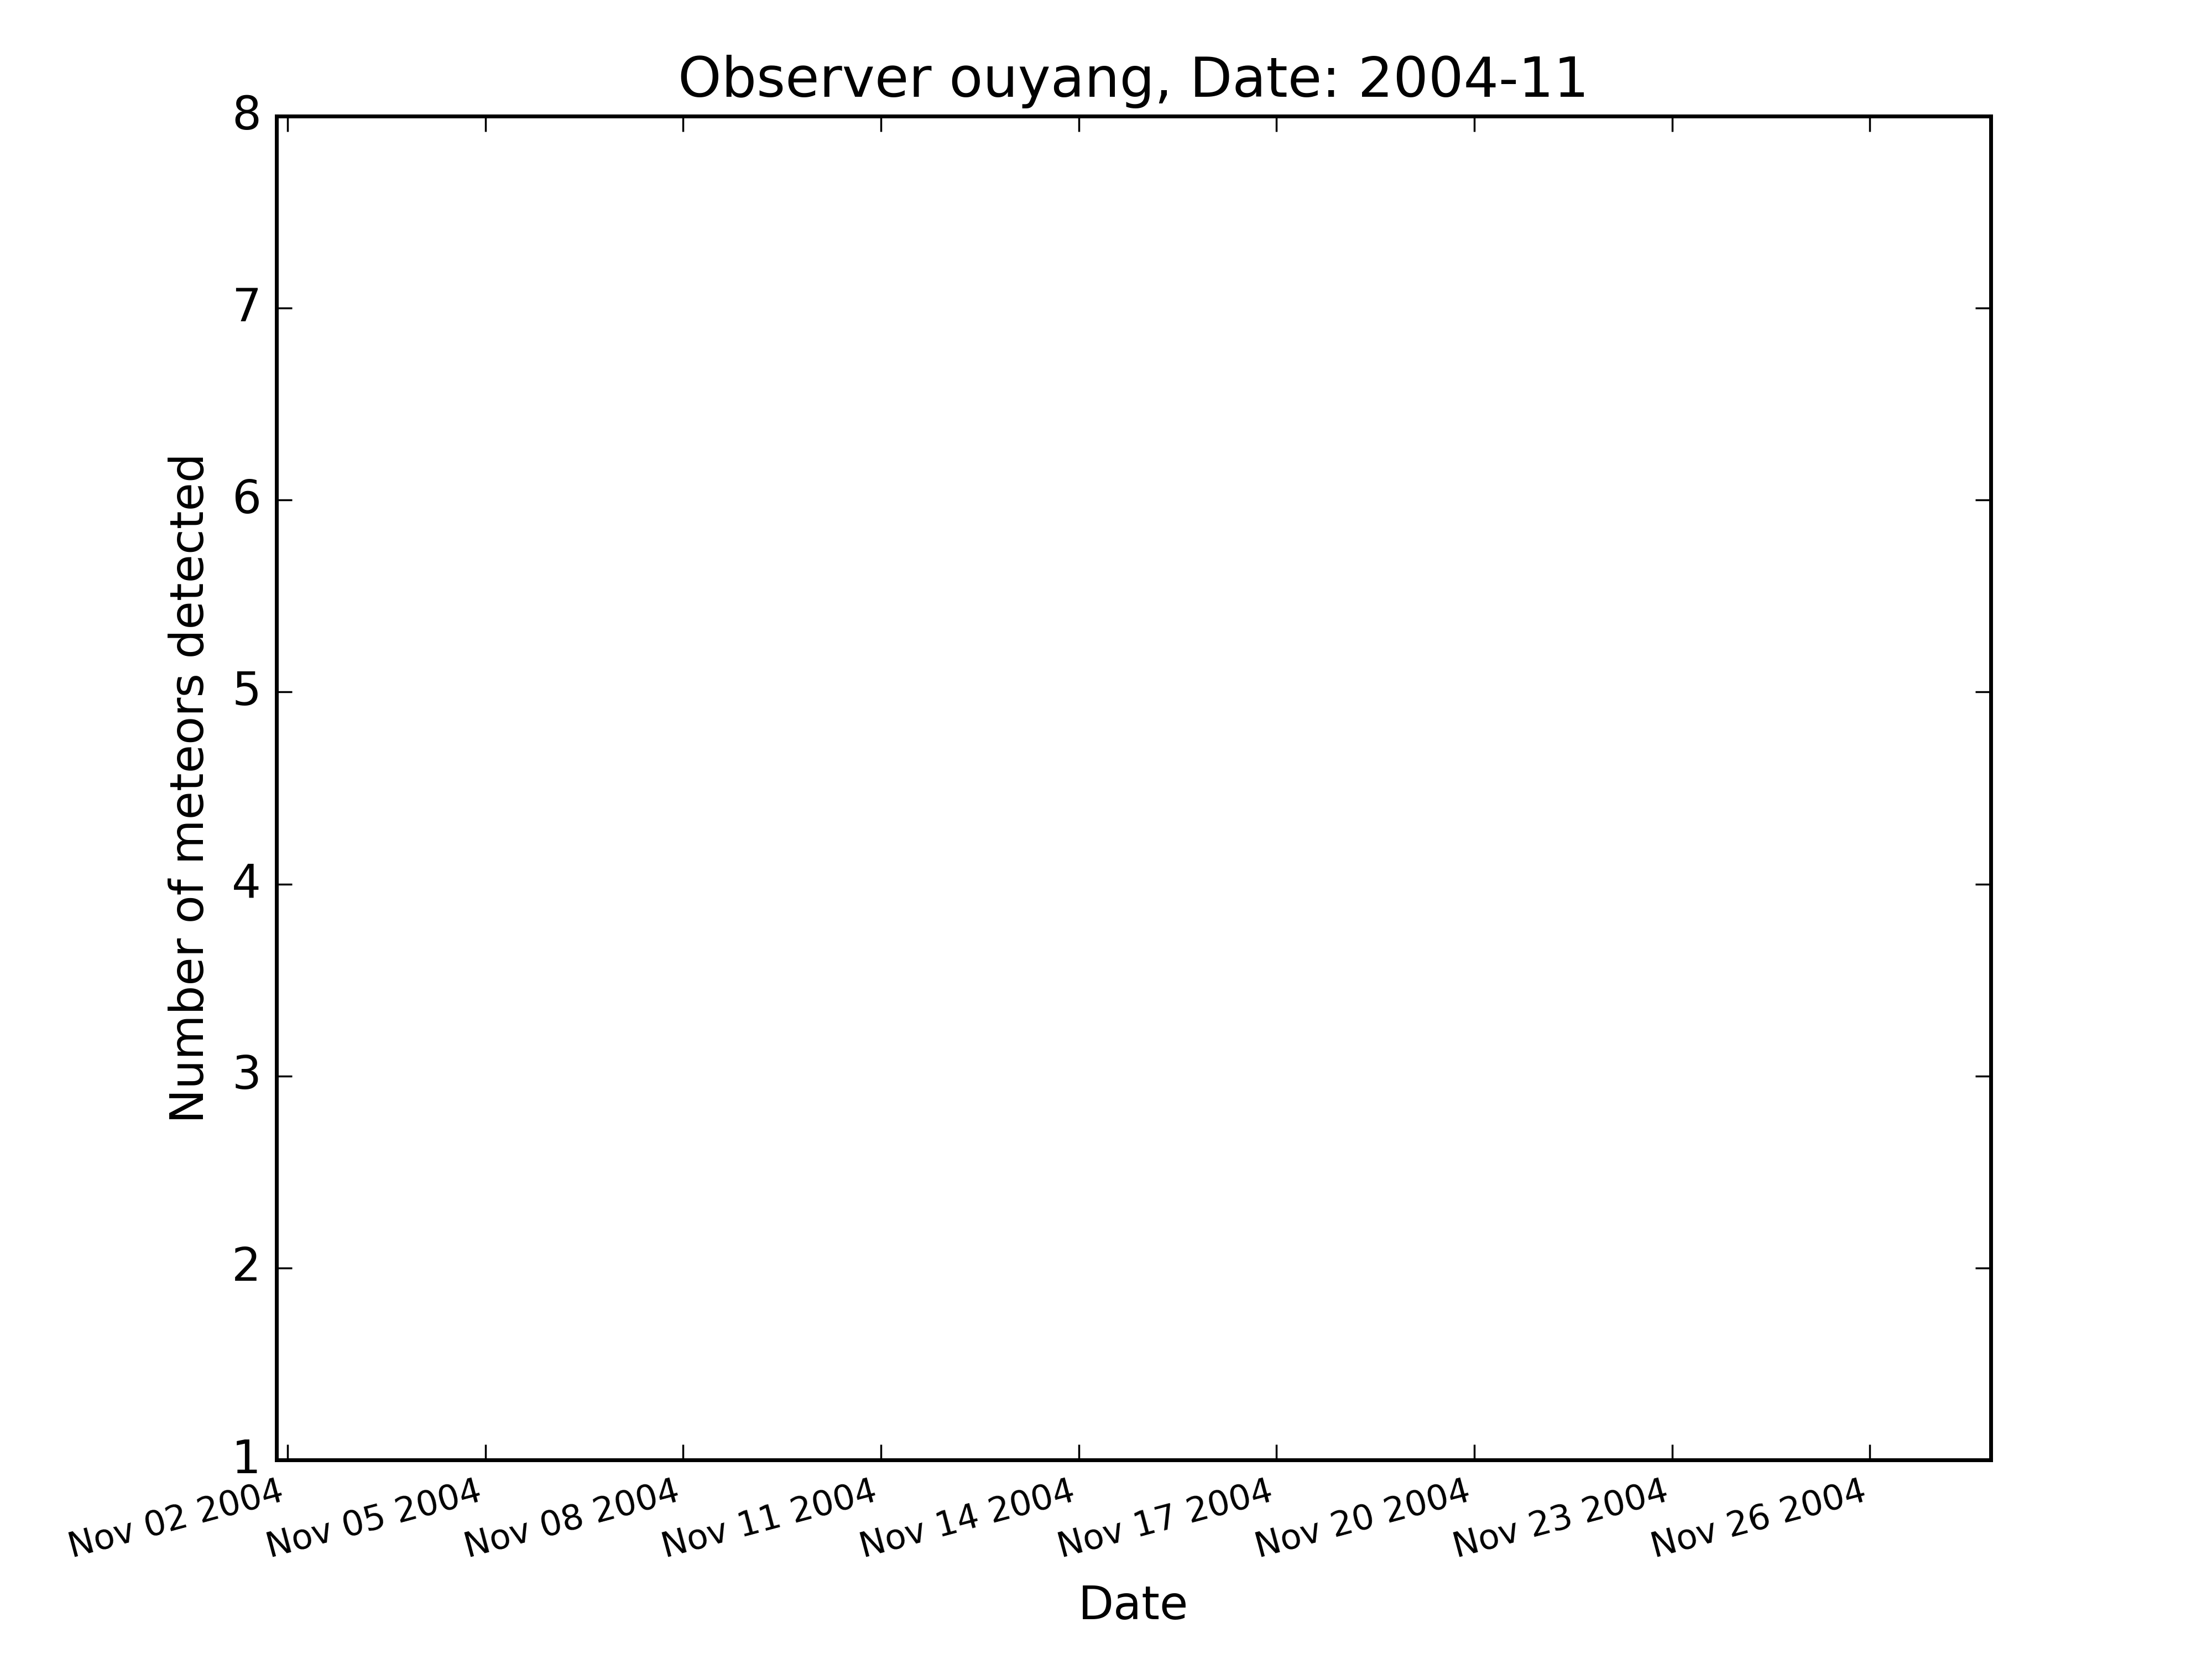 Observer ouyang, Date: 2004-11
8
7
6
5
4
3
2
1
Number of meteors detected
Nov 02 2004
Nov 05 2004
Nov 08 2004
Nov 11 2004
Nov 14 2004
Nov 17 2004
Nov 20 2004
Nov 23 2004
Nov 26 2004
Date